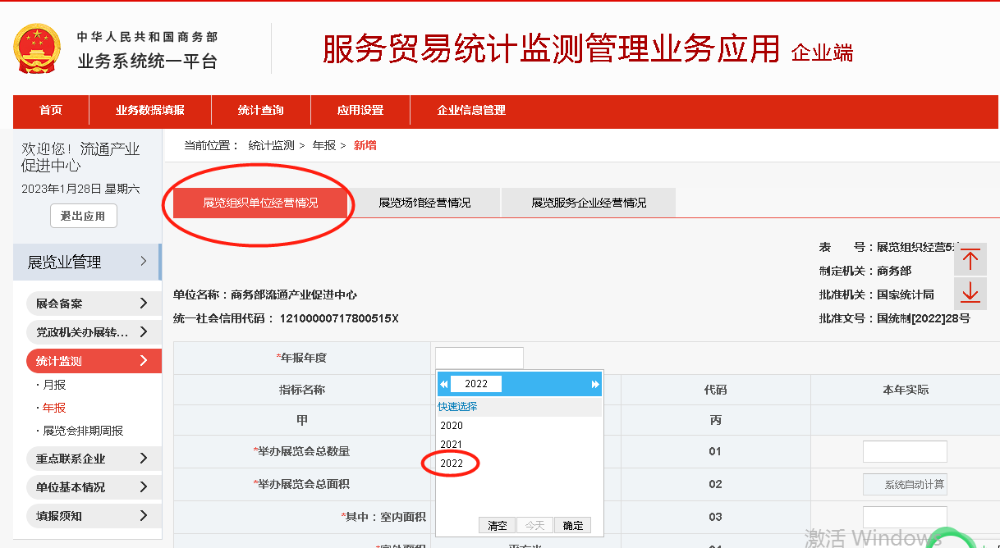 中华人民共和国商务部
业务系统统一平台
服务贸易统计监测管理业务应用 企业端
首页 业务数据填报 统计查询 应用设置 企业信息管理
欢迎您！流通产业
促进中心
2023年1月28日 星期六
退出应用
当前位置： 统计监测 > 年报 > 新增
展览组织单位经营情况 展览场馆经营情况 展览服务企业经营情况
展览业管理
展会备案
党政机关办展转...
统计监测
· 月报
· 年报
· 展览会排期周报
重点联系企业
单位基本情况
填报须知
表 号：展览组织经营5
制定机关：商务部
单位名称：商务部流通产业促进中心
批准机关：国家统计局
统一社会信用代码： 12100000717800515X
批准文号：国统制[2022]28号
*年报年度
2022
快速选择
2020
2021
2022
清空 今天 确定
指标名称 代码 本年实际
甲 丙
*举办展览会总数量 01
*举办展览会总面积 02 系统自动计算
*其中：室内面积 03
*室外面积 平方米 04
激活 Windows